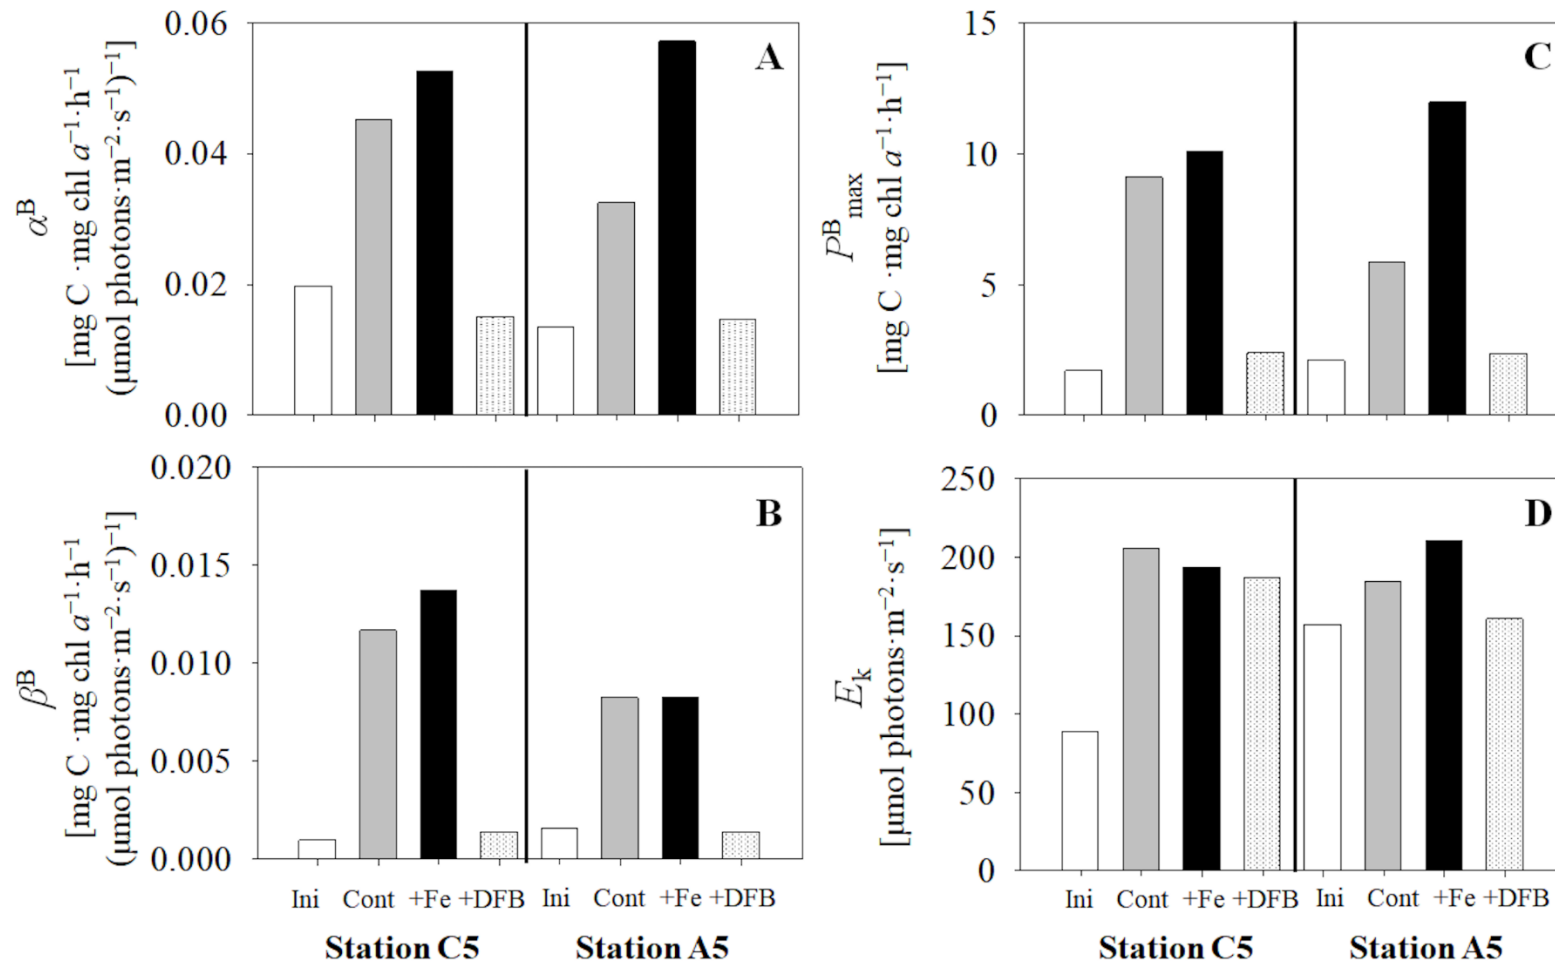 A
0.06
0.04
0.02
0.00
α^B
[mg C ·mg chl a⁻¹·h⁻¹
(μmol photons·m⁻²·s⁻¹)⁻¹]
C
15
10
5
0
P^B_max
[mg C ·mg chl a⁻¹·h⁻¹]
B
0.020
0.015
0.010
0.005
0.000
β^B
[mg C ·mg chl a⁻¹·h⁻¹
(μmol photons·m⁻²·s⁻¹)⁻¹]
Ini Cont +Fe +DFB Ini Cont +Fe +DFB
Station C5 Station A5
D
250
200
150
100
50
0
E_k
[μmol photons·m⁻²·s⁻¹]
Ini Cont +Fe +DFB Ini Cont +Fe +DFB
Station C5 Station A5